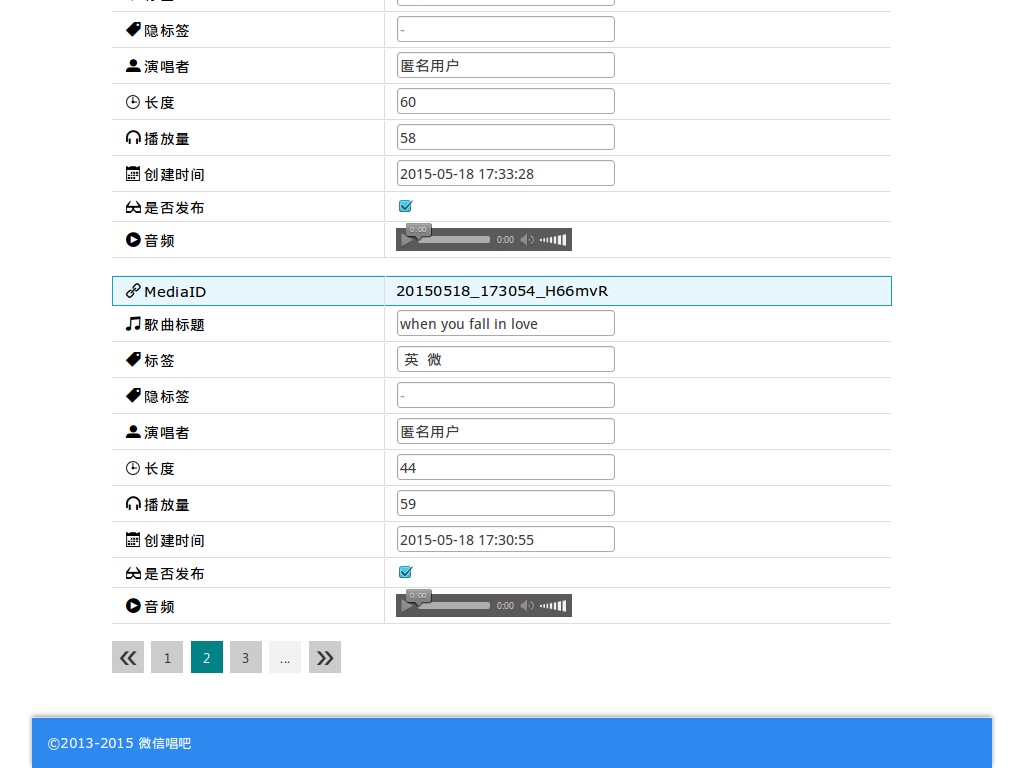 隐标签 -
演唱者 匿名用户
长度 60
播放量 58
创建时间 2015-05-18 17:33:28
是否发布
音频 0:00 0:00
MediaID 20150518_173054_H66mvR
歌曲标题 when you fall in love
标签 英 微
隐标签 -
演唱者 匿名用户
长度 44
播放量 59
创建时间 2015-05-18 17:30:55
是否发布
音频 0:00 0:00
« 1 2 3 ... »
©2013-2015 微信唱吧